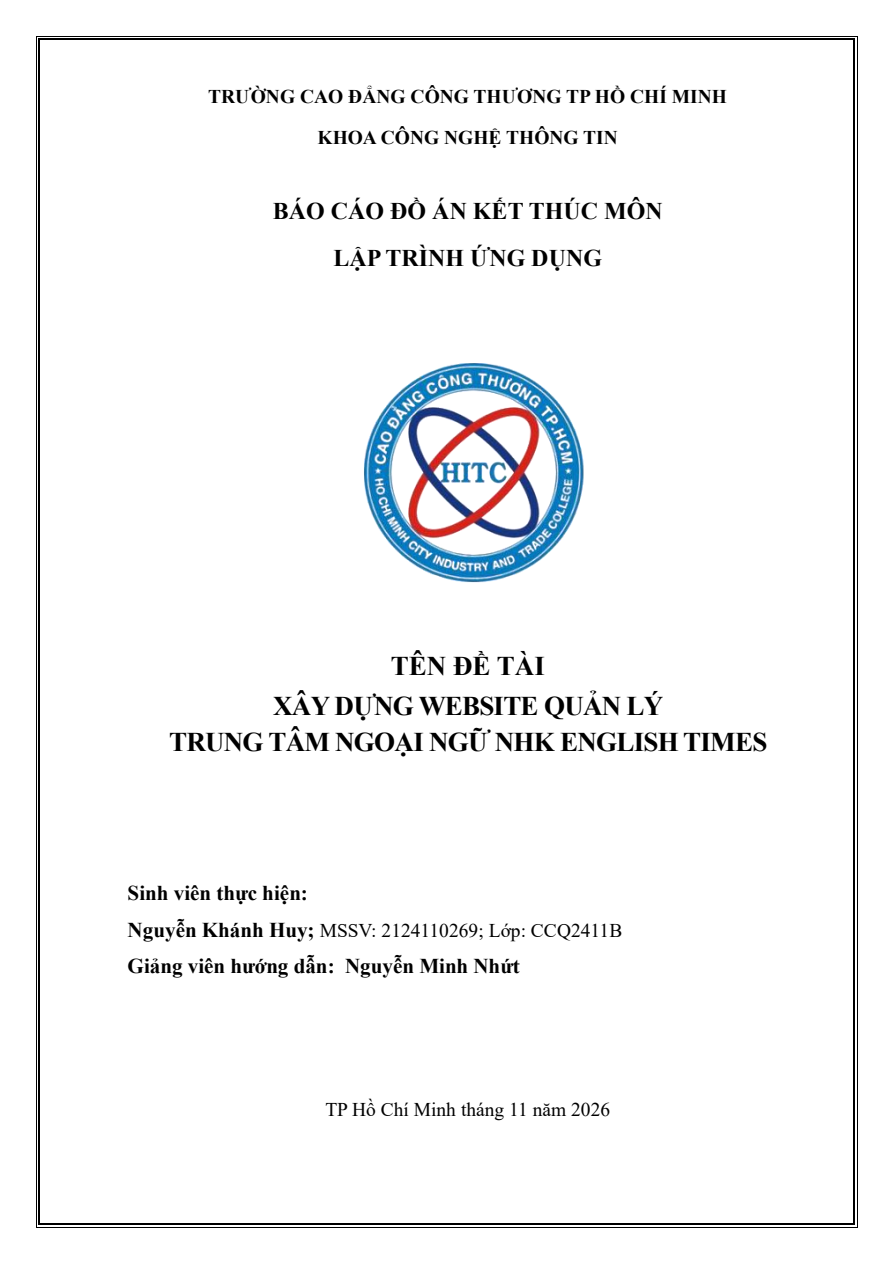 TRƯỜNG CAO ĐẲNG CÔNG THƯƠNG TP HỒ CHÍ MINH
KHOA CÔNG NGHỆ THÔNG TIN
BÁO CÁO ĐỒ ÁN KẾT THÚC MÔN
LẬP TRÌNH ỨNG DỤNG
CAO ĐẲNG CÔNG THƯƠNG TP.HCM
HITC
HO CHI MINH CITY INDUSTRY AND TRADE COLLEGE
TÊN ĐỀ TÀI
XÂY DỰNG WEBSITE QUẢN LÝ
TRUNG TÂM NGOẠI NGỮ NHK ENGLISH TIMES
Sinh viên thực hiện:
Nguyễn Khánh Huy; MSSV: 2124110269; Lớp: CCQ2411B
Giảng viên hướng dẫn: Nguyễn Minh Nhứt
TP Hồ Chí Minh tháng 11 năm 2026